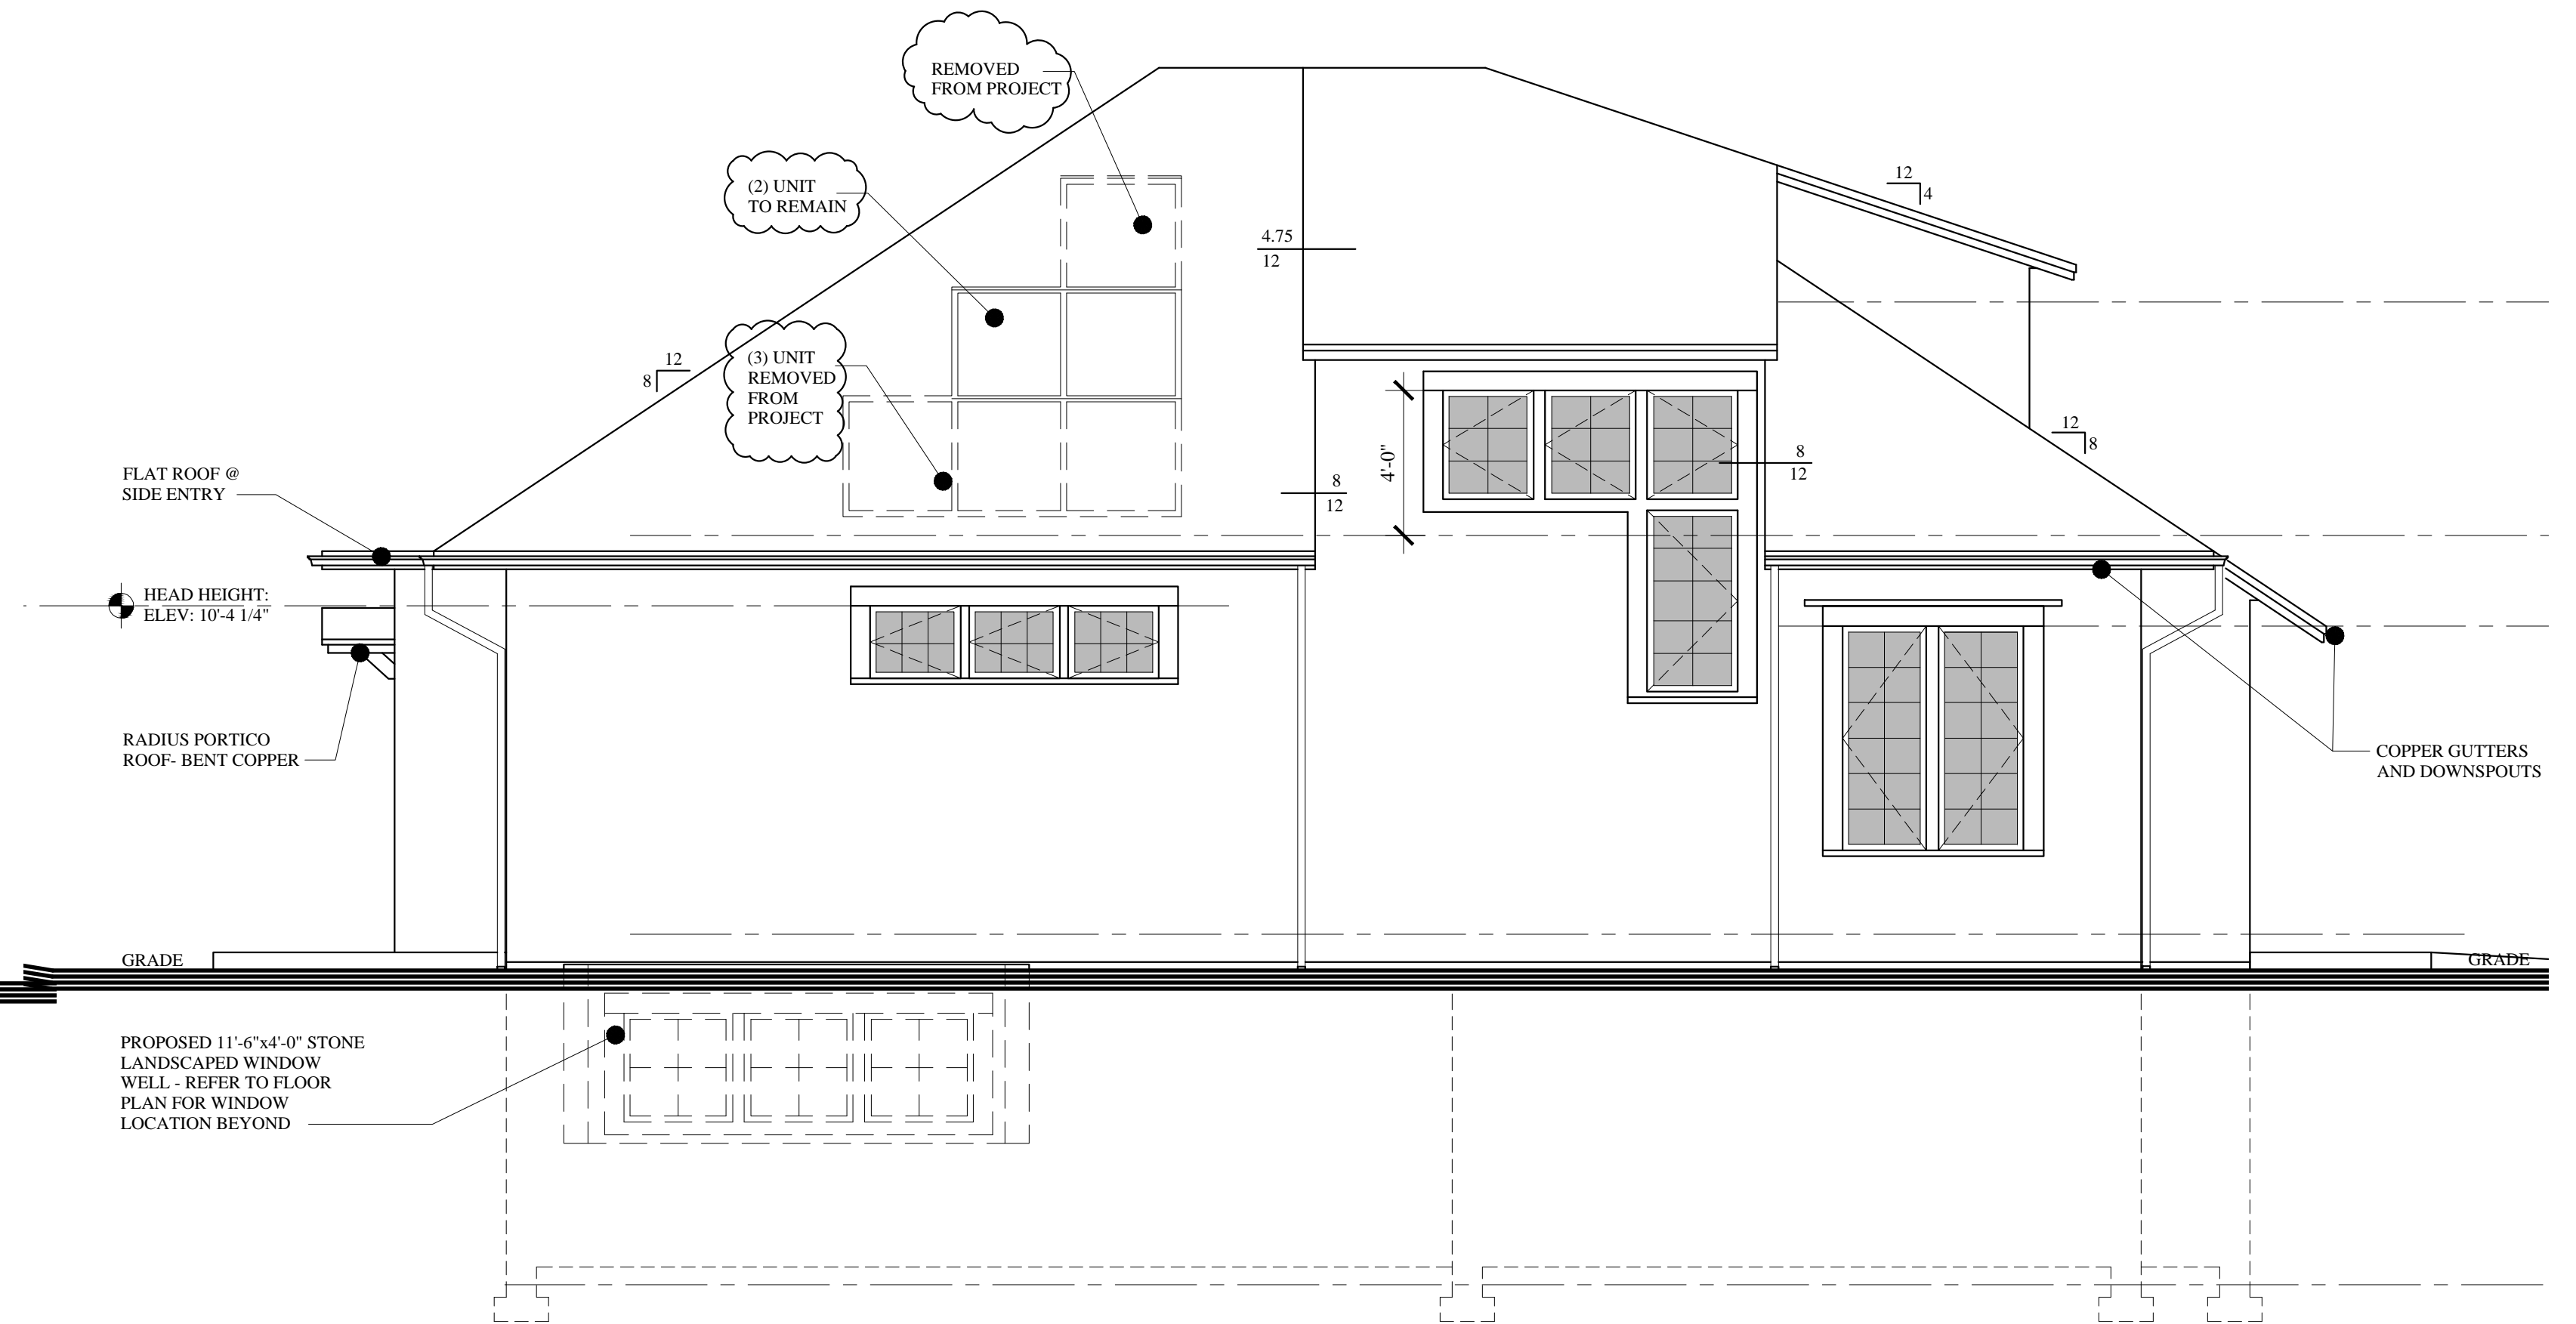 REMOVED
FROM PROJECT
(2) UNIT
TO REMAIN
12
4
4.75
12
(3) UNIT
REMOVED
FROM
PROJECT
12
8
12
8
8
12
8
12
4'-0"
FLAT ROOF @
SIDE ENTRY
HEAD HEIGHT:
ELEV: 10'-4 1/4"
RADIUS PORTICO
ROOF- BENT COPPER
COPPER GUTTERS
AND DOWNSPOUTS
GRADE
GRADE
PROPOSED 11'-6"x4'-0" STONE
LANDSCAPED WINDOW
WELL - REFER TO FLOOR
PLAN FOR WINDOW
LOCATION BEYOND